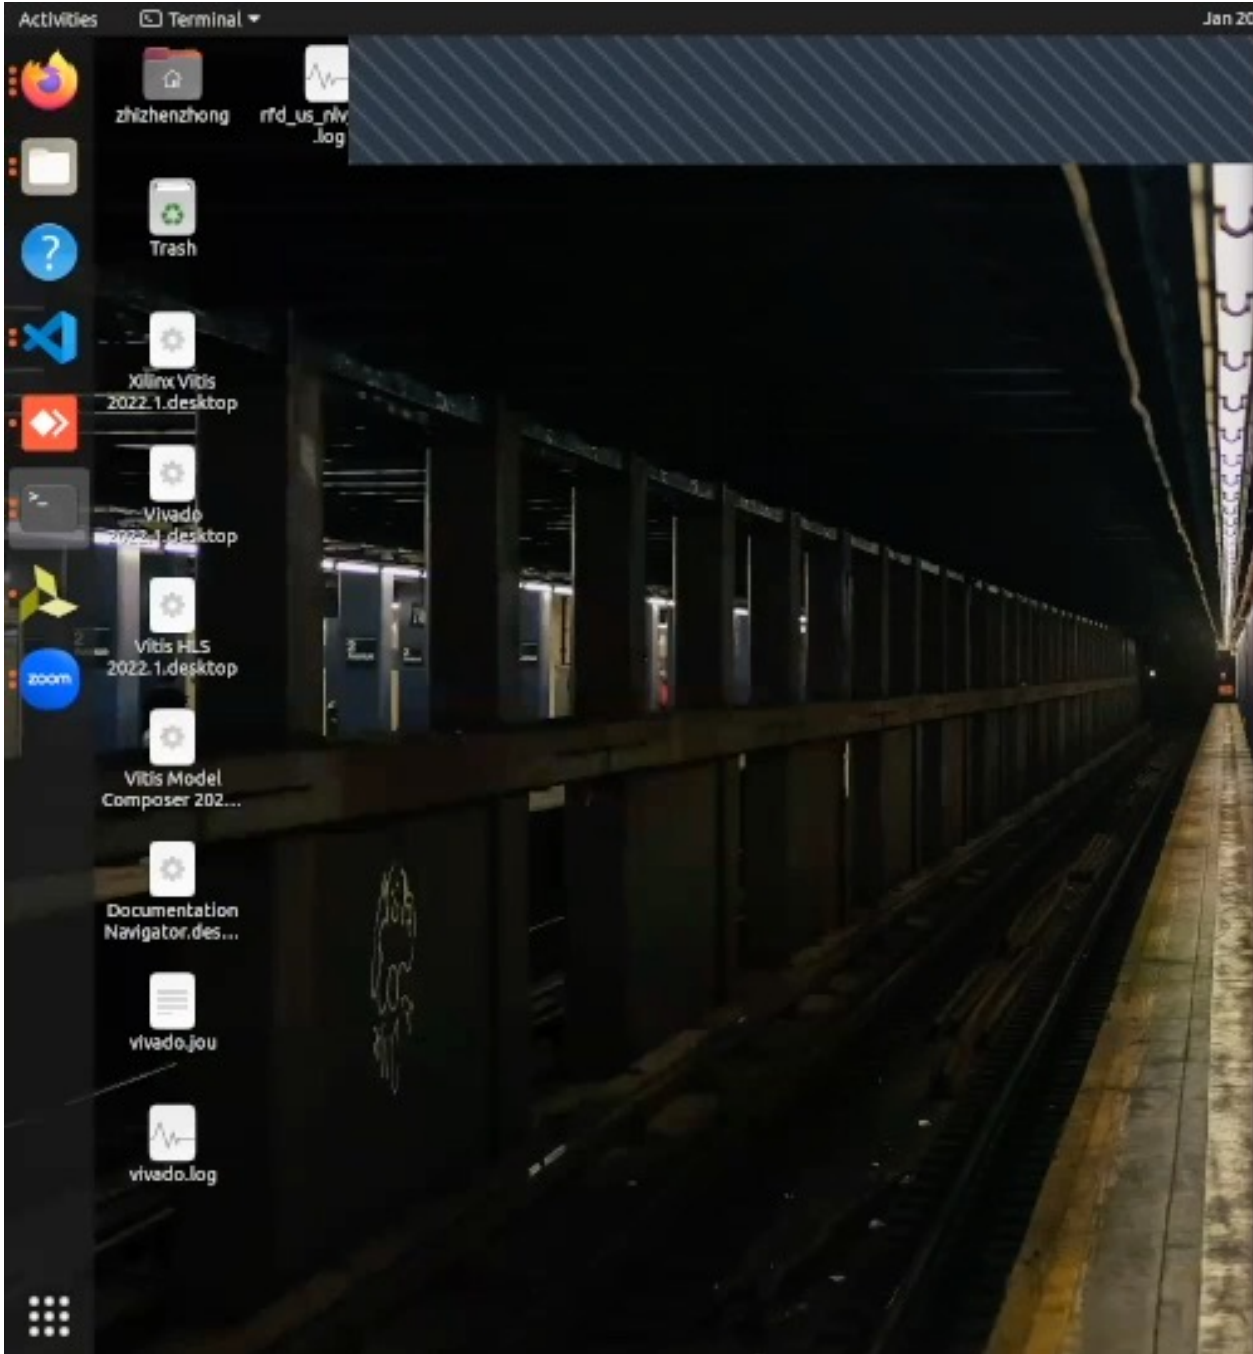 Activities
Terminal
Jan 20
zhizhenzhong
rfd_us_nlv
.log
Trash
Xilinx Vitis
2022.1.desktop
Vivado
2022.1.desktop
Vitis HLS
2022.1.desktop
zoom
Vitis Model
Composer 202...
Documentation
Navigator.des...
vivado.jou
vivado.log